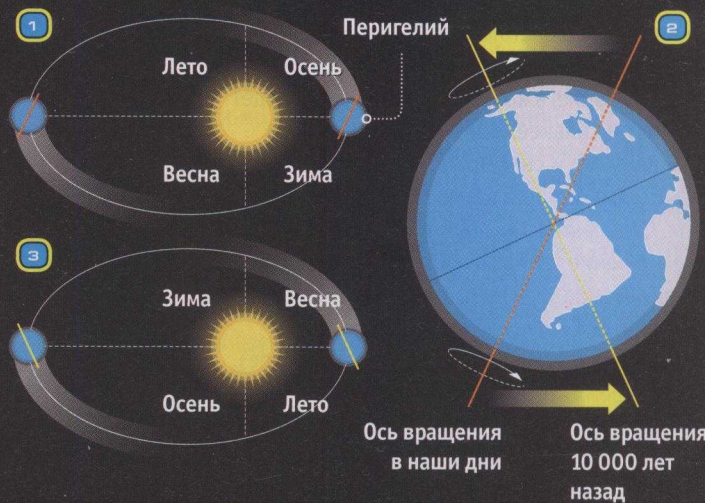 1
Перигелий
2
Лето
Осень
Весна
Зима
3
Зима
Весна
Осень
Лето
Ось вращения
в наши дни
Ось вращения
10 000 лет
назад